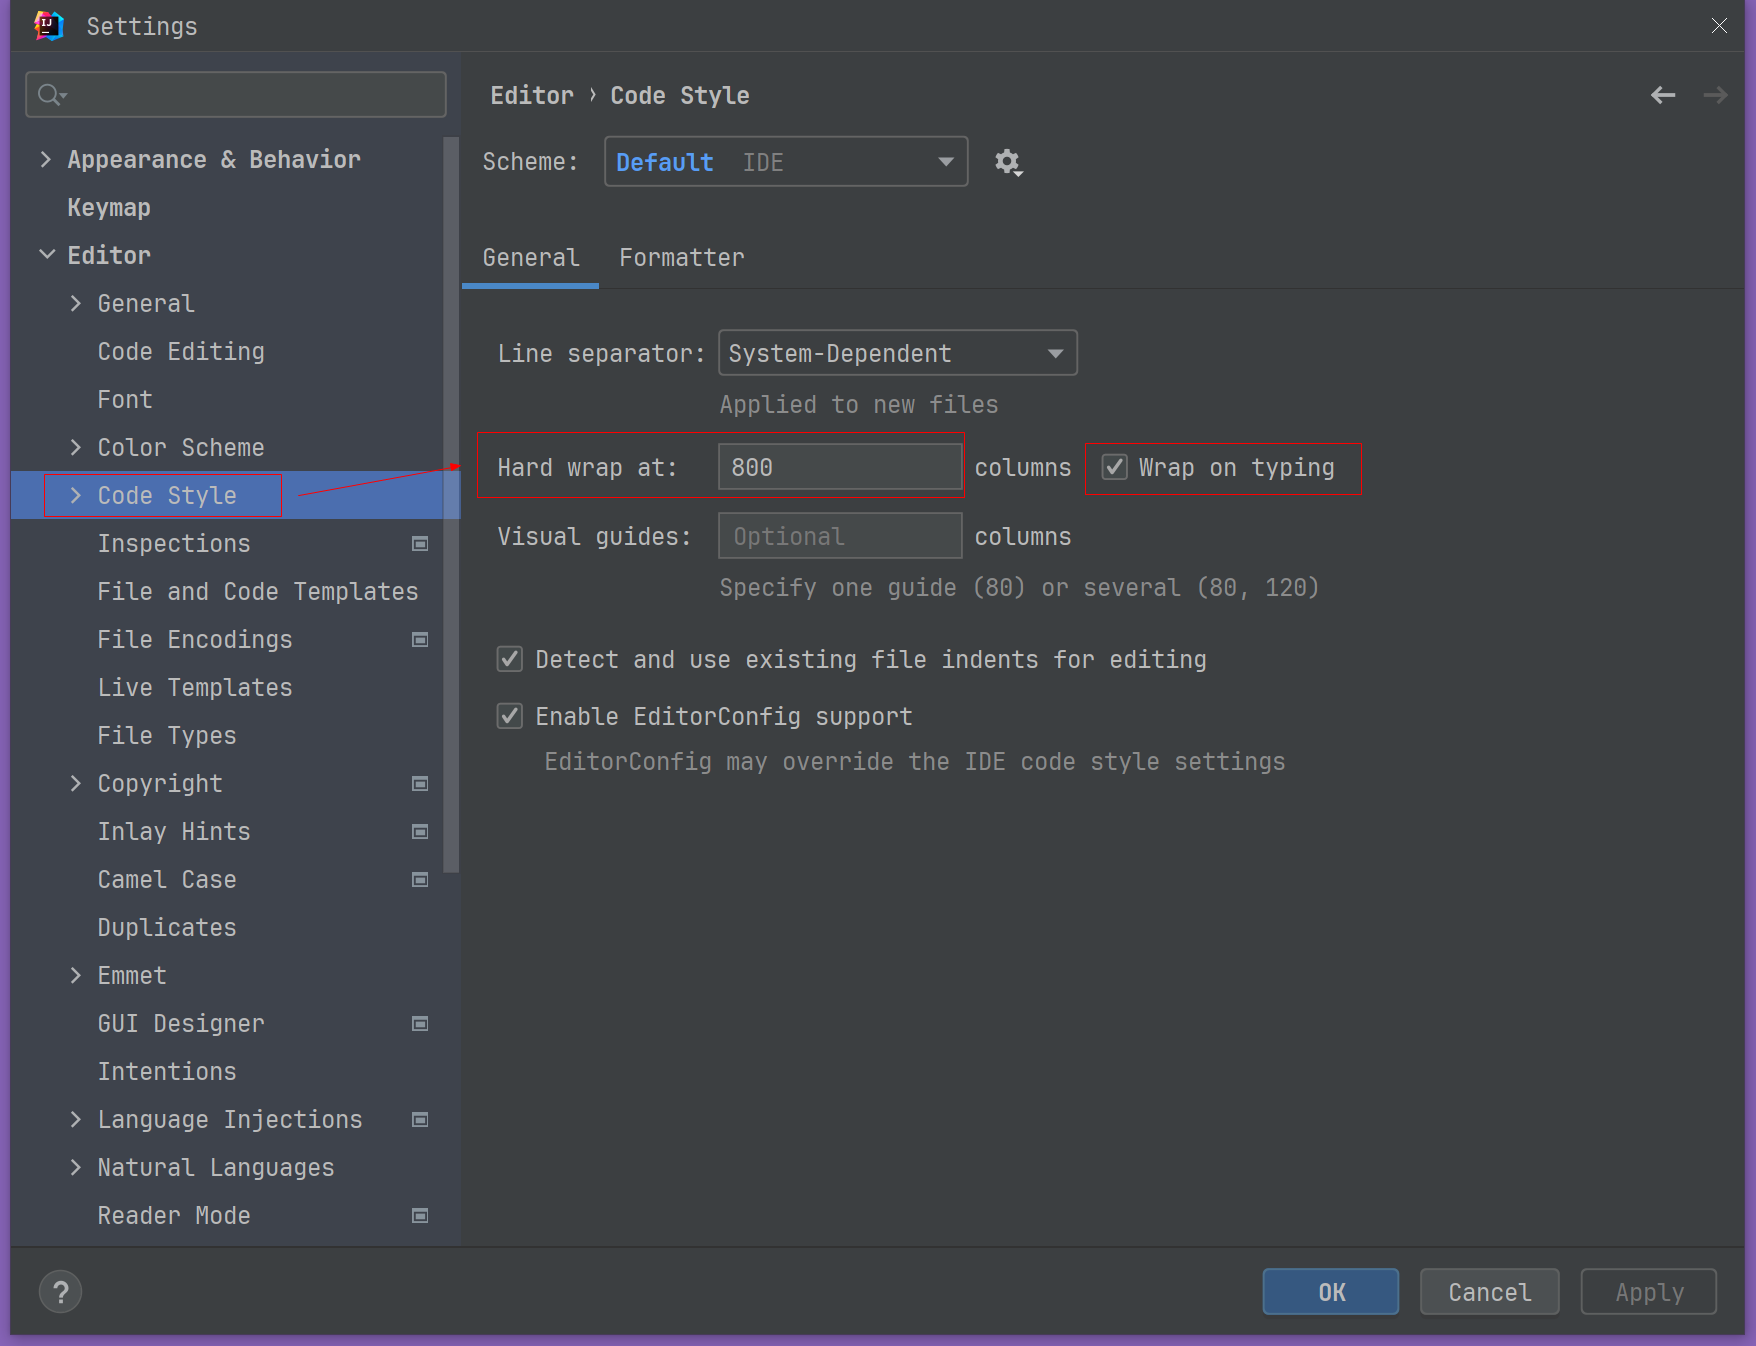 IJ
Settings
Appearance & Behavior
Keymap
Editor
General
Code Editing
Font
Color Scheme
Code Style
Inspections
File and Code Templates
File Encodings
Live Templates
File Types
Copyright
Inlay Hints
Camel Case
Duplicates
Emmet
GUI Designer
Intentions
Language Injections
Natural Languages
Reader Mode
Editor › Code Style
Scheme: Default IDE
General Formatter
Line separator: System-Dependent
Applied to new files
Hard wrap at: 800 columns Wrap on typing
Visual guides: Optional columns
Specify one guide (80) or several (80, 120)
Detect and use existing file indents for editing
Enable EditorConfig support
EditorConfig may override the IDE code style settings
? OK Cancel Apply